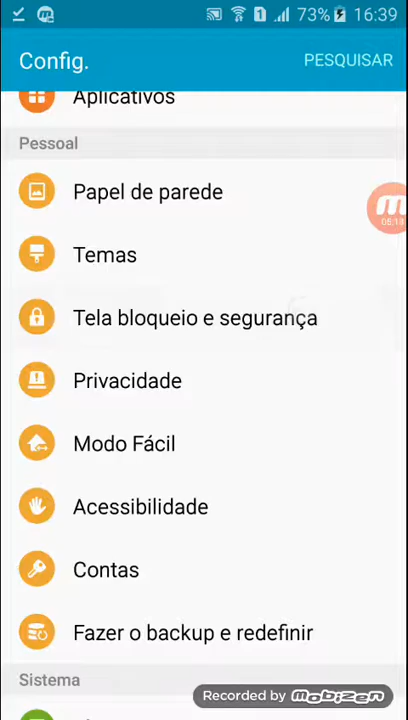 73% 16:39
Config. PESQUISAR
Aplicativos
Pessoal
Papel de parede
Temas
Tela bloqueio e segurança
Privacidade
Modo Fácil
Acessibilidade
Contas
Fazer o backup e redefinir
Sistema
Recorded by mobizen